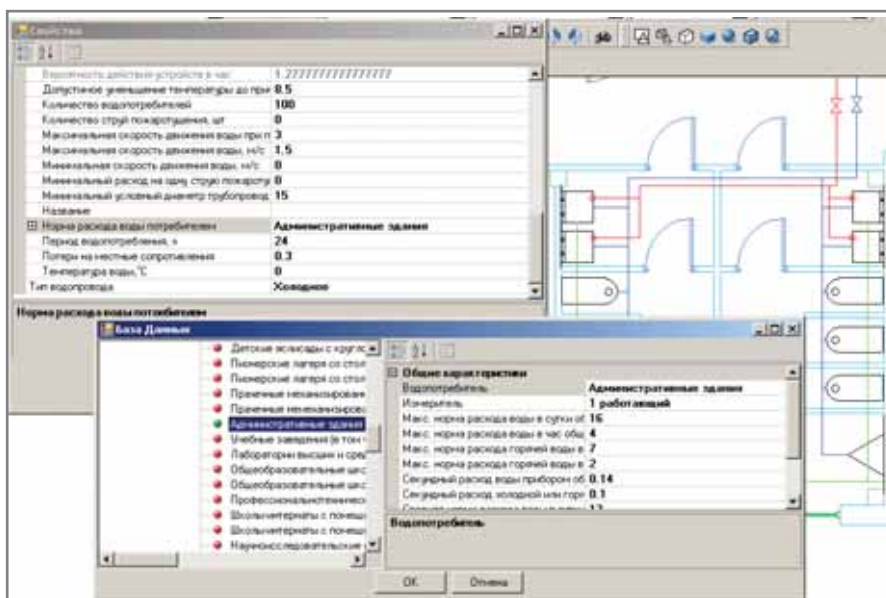 Свойства
Вероятность действия устройств в час 1.2777777777777777
Допустимое уменьшение температуры до при 8.5
Количество водопотребителей 100
Количество струй пожаротушения, шт 0
Максимальная скорость движения воды при п 3
Максимальная скорость движения воды, м/с 1.5
Минимальная скорость движения воды, м/с 0
Минимальный расход на одну струю пожароту 0
Минимальный условный диаметр трубопровод 15
Название
Норма расхода воды потребителем Административные здания
Период водопотребления, ч 24
Потери на местные сопротивления 0.3
Температура воды, °С 0
Тип водопровода Холодное
Норма расхода воды потребителем
База Данных
Детские ясли-сады с кругло
Пионерские лагеря со стол
Пионерские лагеря со стол
Прачечные механизирован
Прачечные немеханизирова
Административные здания
Учебные заведения (в том ч
Лаборатории высших и сред
Общеобразовательные шко
Общеобразовательные шко
Профессиональнотехническ
Школы-интернаты с помещ
Школы-интернаты с помещ
Научноисследовательские
Общие характеристики
Водопотребитель Административные здания
Измеритель 1 работающий
Макс. норма расхода воды в сутки об 16
Макс. норма расхода воды в час общ 4
Макс. норма расхода горячей воды в 7
Макс. норма расхода горячей воды в 2
Секундный расход воды прибором об 0.14
Секундный расход холодной или горя 0.1
Водопотребитель
ОК Отмена